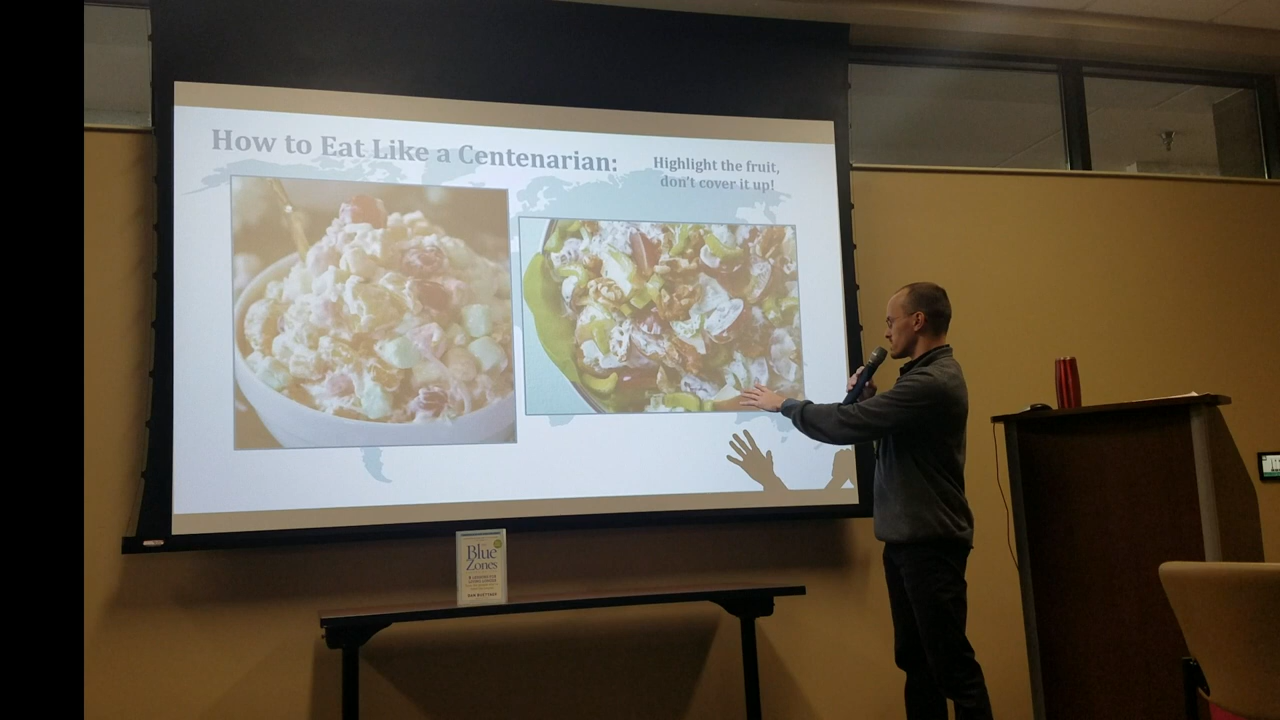 How to Eat Like a Centenarian:
Highlight the fruit,
don't cover it up!
Blue
Zones